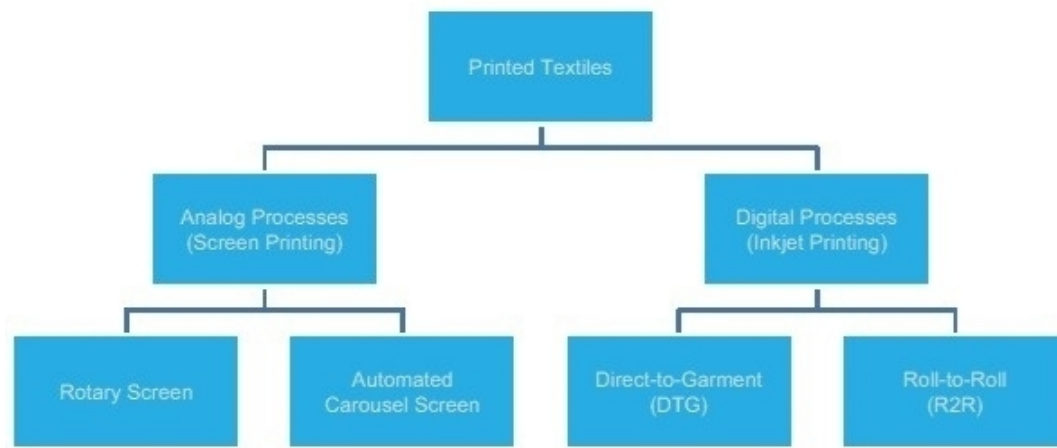 Printed Textiles
Analog Processes
(Screen Printing)
Digital Processes
(Inkjet Printing)
Rotary Screen
Automated
Carousel Screen
Direct-to-Garment
(DTG)
Roll-to-Roll
(R2R)